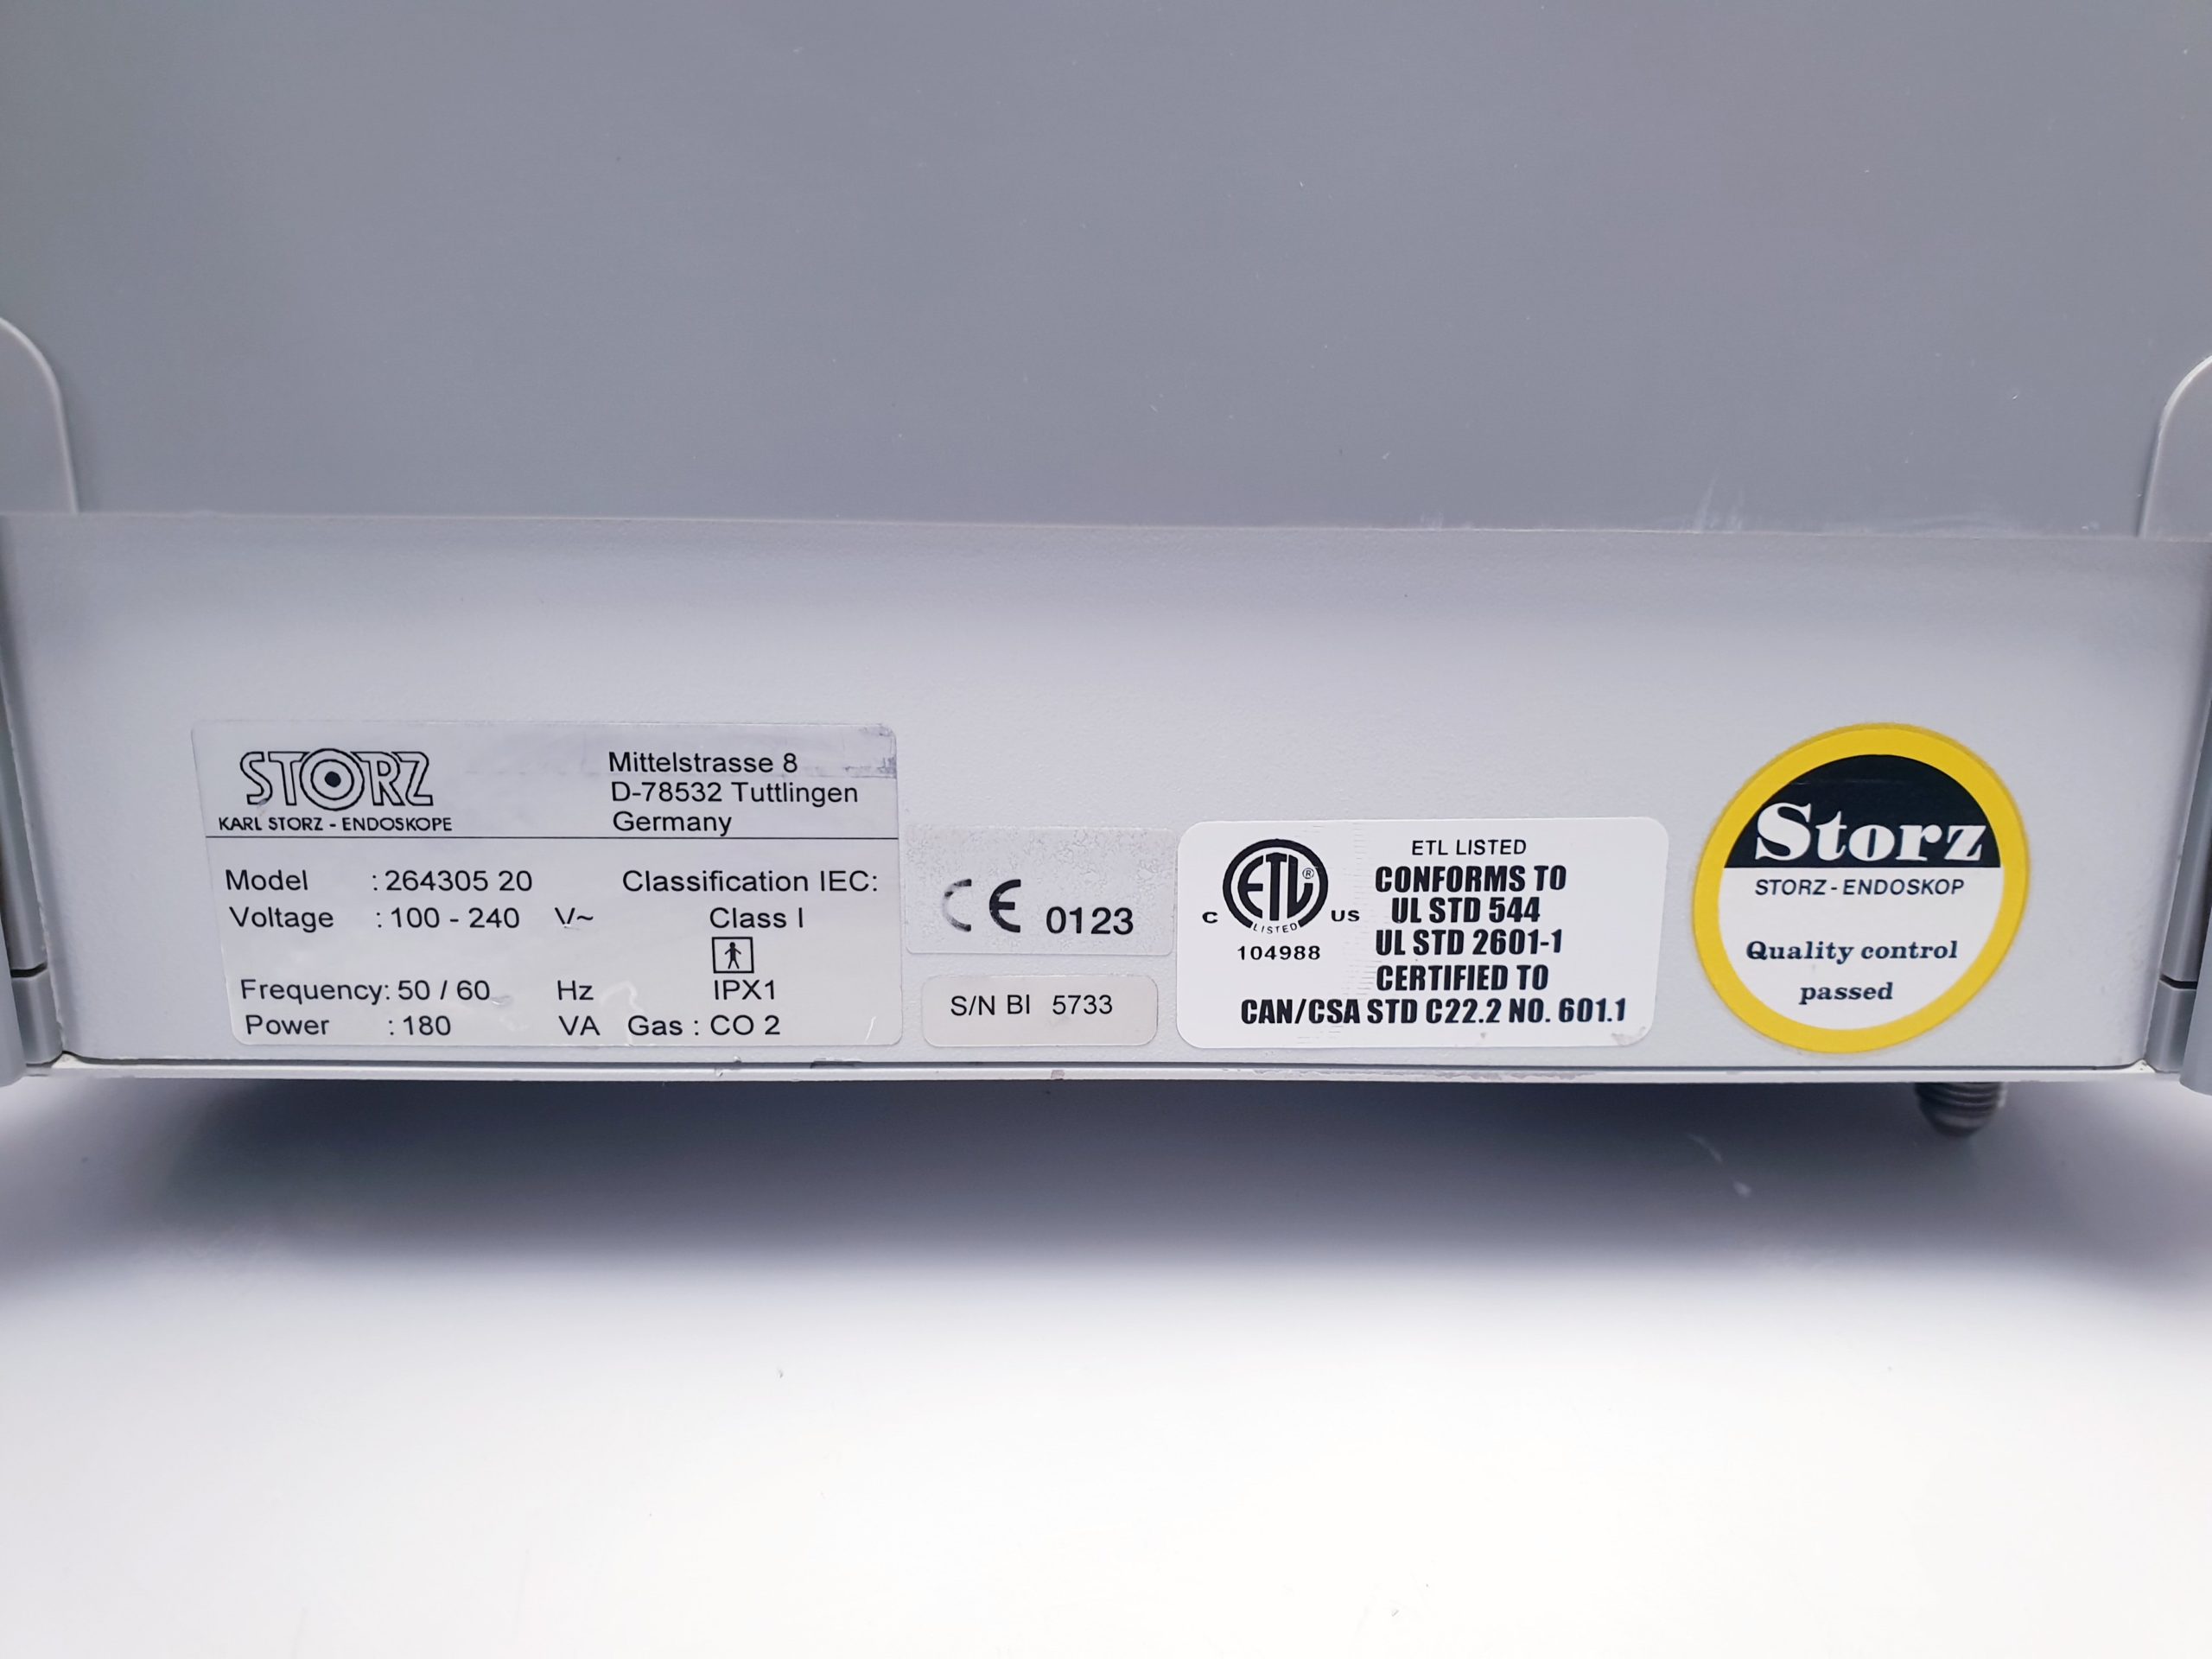 STORZ
KARL STORZ - ENDOSKOPE
Mittelstrasse 8
D-78532 Tuttlingen
Germany
Model : 264305 20
Voltage : 100 - 240 V~
Frequency: 50 / 60 Hz
Power : 180 VA
Classification IEC:
Class I
IPX1
Gas : CO 2
CE 0123
S/N BI 5733
ETL LISTED
CONFORMS TO
UL STD 544
UL STD 2601-1
CERTIFIED TO
CAN/CSA STD C22.2 NO. 601.1
C ETL® US
LISTED
104988
Storz
STORZ - ENDOSKOP
Quality control
passed